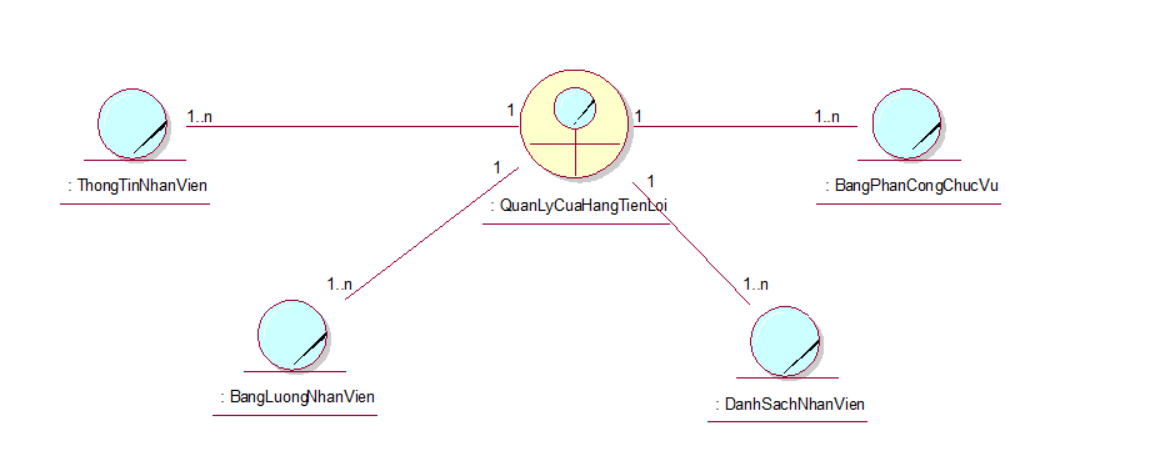 1..n
1
1
1..n
: ThongTinNhanVien
1
: QuanLyCuaHangTienLoi
1
: BangPhanCongChucVu
1..n
1..n
: BangLuongNhanVien
: DanhSachNhanVien